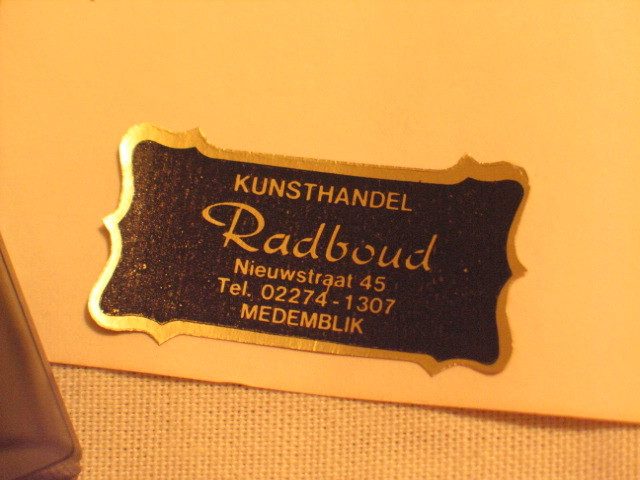 KUNSTHANDEL
Radboud
Nieuwstraat 45
Tel. 02274-1307
MEDEMBLIK